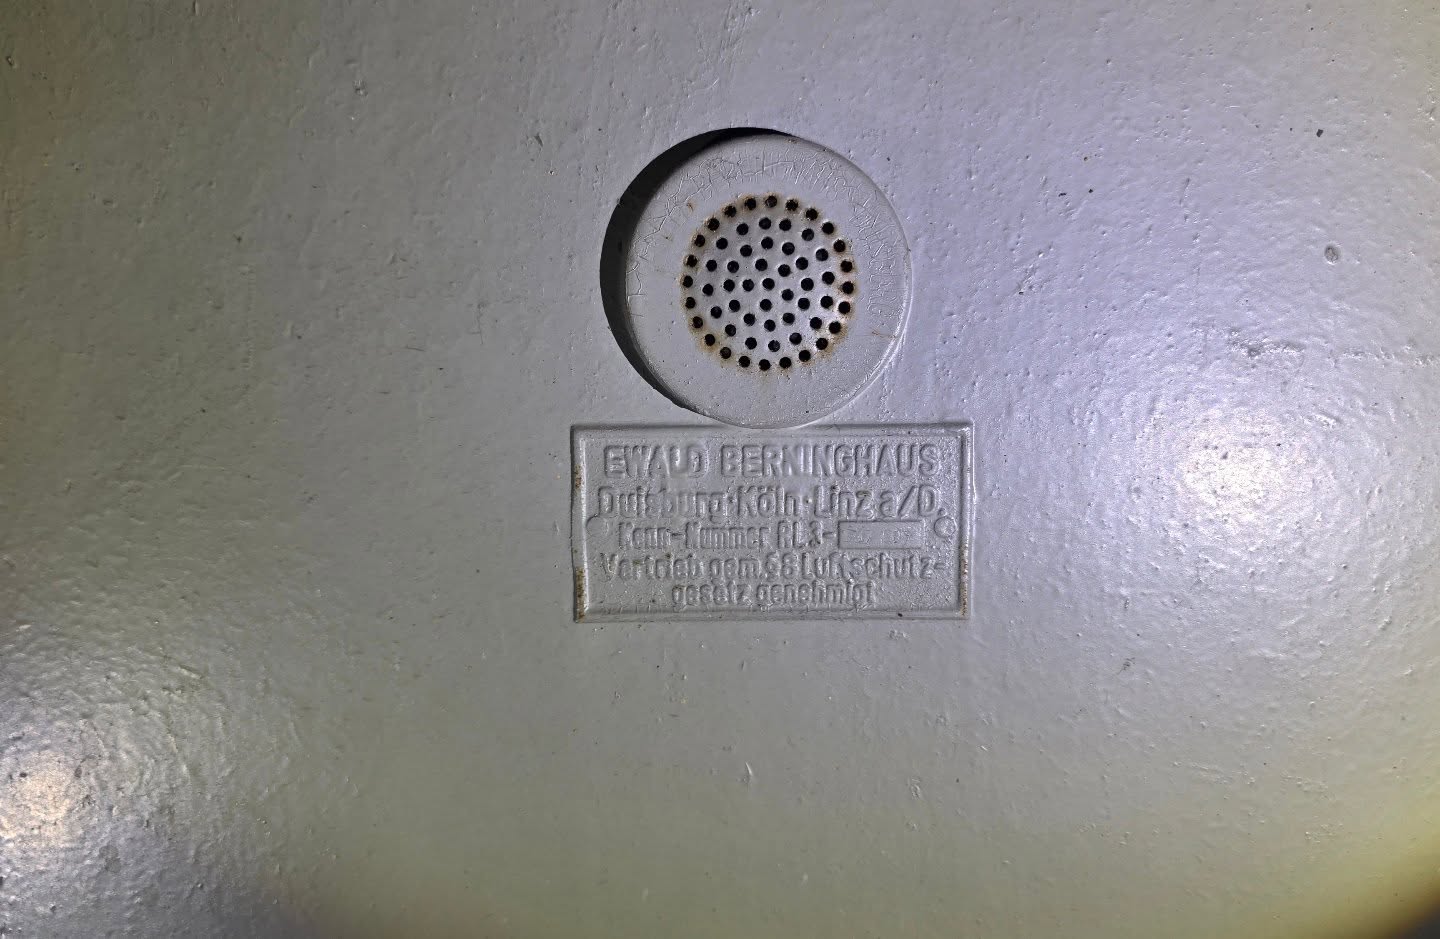 EWALD BERNINGHAUS
Duisburg·Köln·Linz a/D.
Kenn-Nummer RL3-
Vertrieb gem. §8 Luftschutz-
gesetz genehmigt